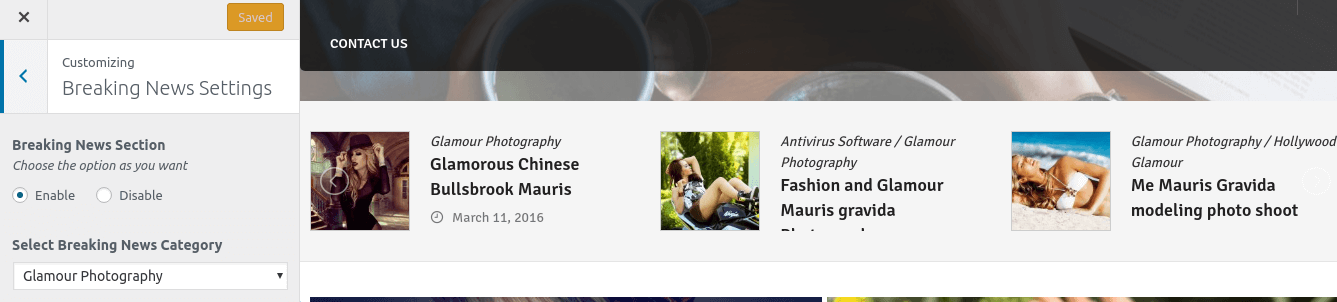 Saved
Customizing
Breaking News Settings
Breaking News Section
Choose the option as you want
Enable
Disable
Select Breaking News Category
Glamour Photography
CONTACT US
Glamour Photography
Glamorous Chinese
Bullsbrook Mauris
March 11, 2016
Antivirus Software / Glamour
Photography
Fashion and Glamour
Mauris gravida
Glamour Photography / Hollywood
Glamour
Me Mauris Gravida
modeling photo shoot